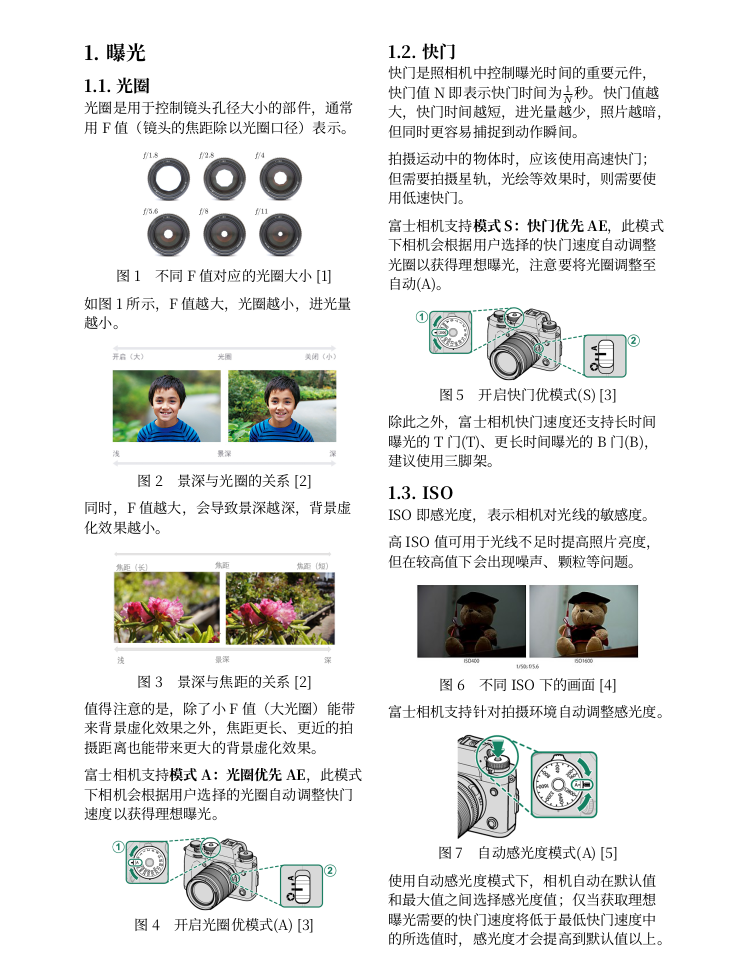 1. 曝光
1.1. 光圈
光圈是用于控制镜头孔径大小的部件，通常
用 F 值（镜头的焦距除以光圈口径）表示。
f/1.8 f/2.8 f/4
f/5.6 f/8 f/11
图 1 不同 F 值对应的光圈大小 [1]
如图 1 所示，F 值越大，光圈越小，进光量
越小。
开启（大） 光圈 关闭（小）
浅 景深 深
图 2 景深与光圈的关系 [2]
同时，F 值越大，会导致景深越深，背景虚
化效果越小。
焦距（长） 焦距 焦距（短）
浅 景深 深
图 3 景深与焦距的关系 [2]
值得注意的是，除了小 F 值（大光圈）能带
来背景虚化效果之外，焦距更长、更近的拍
摄距离也能带来更大的背景虚化效果。
富士相机支持模式 A：光圈优先 AE，此模式
下相机会根据用户选择的光圈自动调整快门
速度以获得理想曝光。
1
A
2
图 4 开启光圈优模式(A) [3]
1.2. 快门
快门是照相机中控制曝光时间的重要元件，
快门值 N 即表示快门时间为1/N秒。快门值越
大，快门时间越短，进光量越少，照片越暗，
但同时更容易捕捉到动作瞬间。
拍摄运动中的物体时，应该使用高速快门；
但需要拍摄星轨，光绘等效果时，则需要使
用低速快门。
富士相机支持模式 S：快门优先 AE，此模式
下相机会根据用户选择的快门速度自动调整
光圈以获得理想曝光，注意要将光圈调整至
自动(A)。
1
2
A
图 5 开启快门优模式(S) [3]
除此之外，富士相机快门速度还支持长时间
曝光的 T 门(T)、更长时间曝光的 B 门(B)，
建议使用三脚架。
1.3. ISO
ISO 即感光度，表示相机对光线的敏感度。
高 ISO 值可用于光线不足时提高照片亮度，
但在较高值下会出现噪声、颗粒等问题。
ISO400 ISO1600
1/50s f/5.6
图 6 不同 ISO 下的画面 [4]
富士相机支持针对拍摄环境自动调整感光度。
A
图 7 自动感光度模式(A) [5]
使用自动感光度模式下，相机自动在默认值
和最大值之间选择感光度值；仅当获取理想
曝光需要的快门速度将低于最低快门速度中
的所选值时，感光度才会提高到默认值以上。